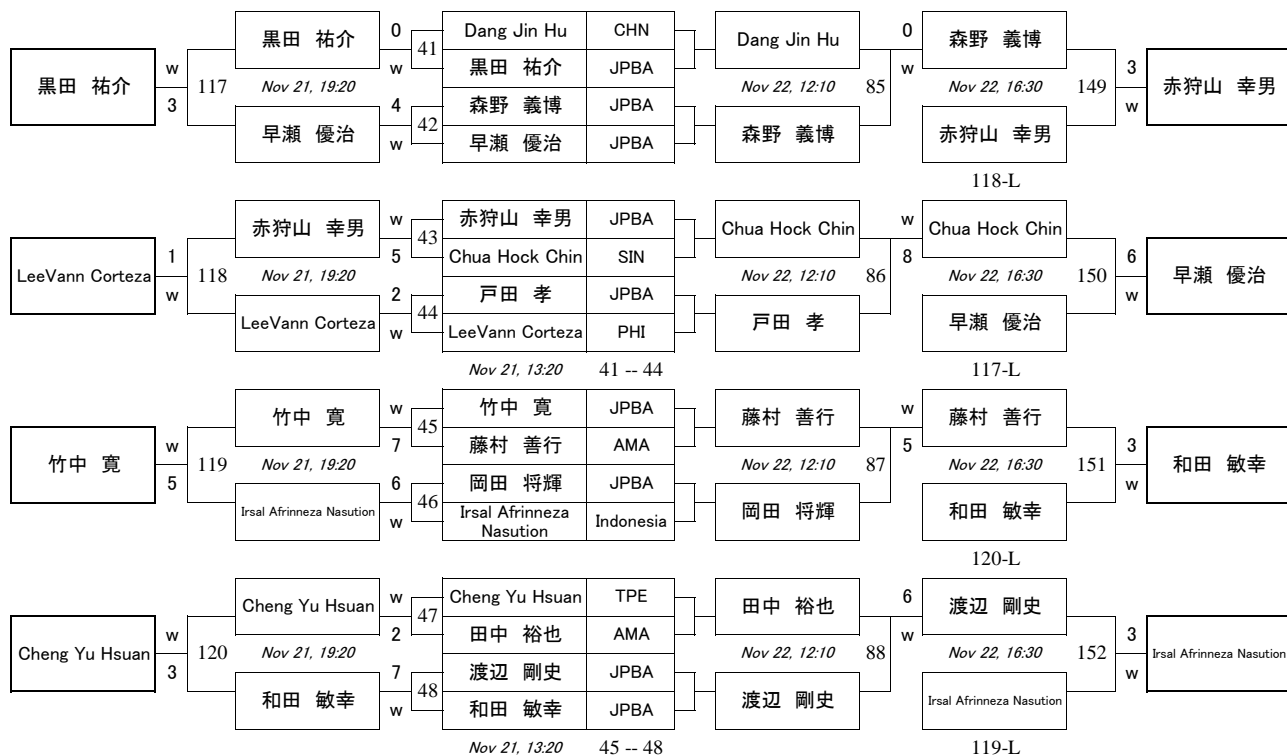 黒田 祐介 0 Dang Jin Hu CHN Dang Jin Hu 0 森野 義博
黒田 祐介 w 117 Nov 21, 19:20 w 41 黒田 祐介 JPBA Nov 22, 12:10 85 w Nov 22, 16:30 149 3 赤狩山 幸男
3 早瀬 優治 4 42 森野 義博 JPBA 森野 義博 赤狩山 幸男 w
w 早瀬 優治 JPBA
118-L
赤狩山 幸男 w 43 赤狩山 幸男 JPBA Chua Hock Chin w Chua Hock Chin
LeeVann Corteza 1 118 Nov 21, 19:20 5 Chua Hock Chin SIN Nov 22, 12:10 86 8 Nov 22, 16:30 150 6 早瀬 優治
w LeeVann Corteza 2 44 戸田 孝 JPBA 戸田 孝 早瀬 優治 w
w LeeVann Corteza PHI
Nov 21, 13:20 41 -- 44 117-L
竹中 寛 w 45 竹中 寛 JPBA 藤村 善行 w 藤村 善行
竹中 寛 w 119 Nov 21, 19:20 7 藤村 善行 AMA Nov 22, 12:10 87 5 Nov 22, 16:30 151 3 和田 敏幸
5 Irsal Afrinneza Nasution 6 46 岡田 将輝 JPBA 岡田 将輝 和田 敏幸 w
w Irsal Afrinneza Indonesia
Nasution
120-L
Cheng Yu Hsuan w 47 Cheng Yu Hsuan TPE 田中 裕也 6 渡辺 剛史
Cheng Yu Hsuan w 120 Nov 21, 19:20 2 田中 裕也 AMA Nov 22, 12:10 88 w Nov 22, 16:30 152 3 Irsal Afrinneza Nasution
3 和田 敏幸 7 48 渡辺 剛史 JPBA 渡辺 剛史 Irsal Afrinneza Nasution w
w 和田 敏幸 JPBA
Nov 21, 13:20 45 -- 48 119-L